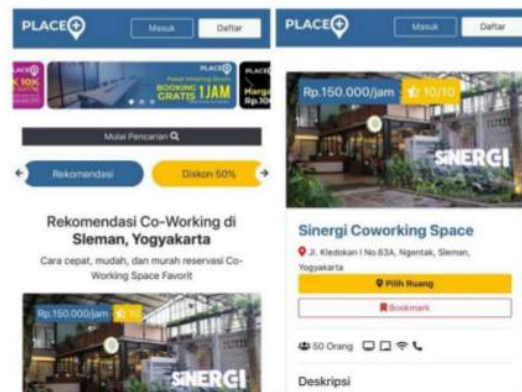 PLACE+
Masuk
Daftar
PLACE+
BOOKING
GRATIS 1JAM
Mulai Pencarian
Rekomendasi
Diskon 50%
Rekomendasi Co-Working di
Sleman, Yogyakarta
Cara cepat, mudah, dan murah reservasi Co-
Working Space Favorit
Rp.150.000/jam
10
SiNERGI
PLACE+
Masuk
Daftar
Rp.150.000/jam
10/10
SiNERGI
Sinergi Coworking Space
Jl. Kledokan I No.63A, Ngentak, Sleman,
Yogyakarta
Pilih Ruang
Bookmark
50 Orang
Deskripsi